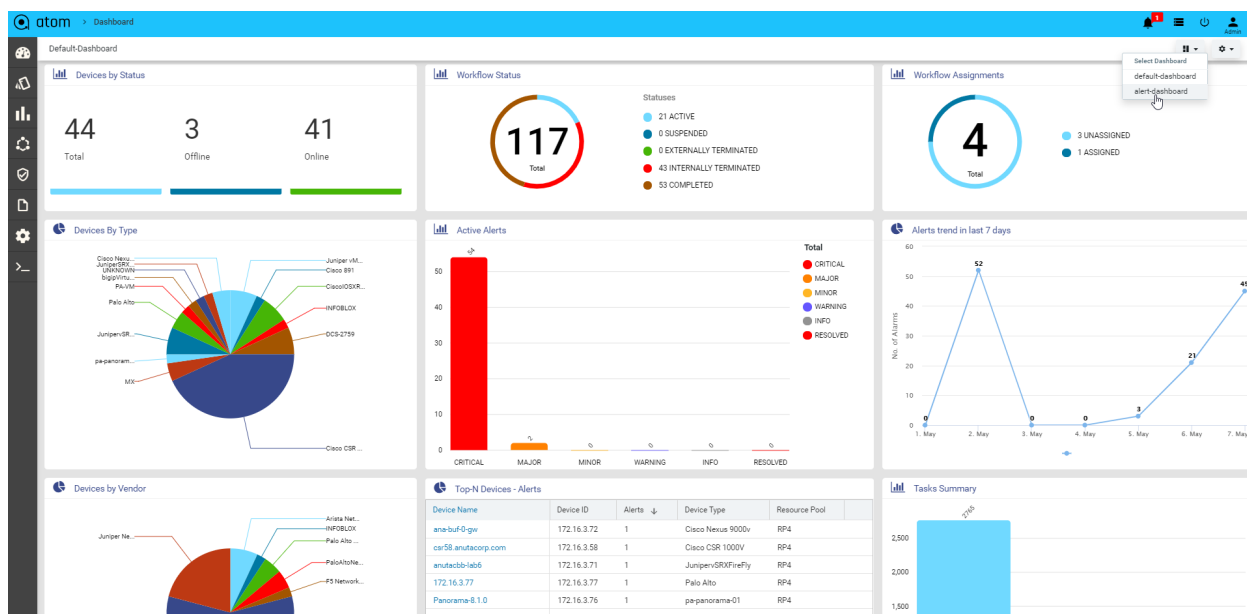 atom > Dashboard
1
Admin
Default-Dashboard
Select Dashboard
default-dashboard
alert-dashboard
Devices by Status
44
Total
3
Offline
41
Online
Workflow Status
117
Total
Statuses
21 ACTIVE
0 SUSPENDED
0 EXTERNALLY TERMINATED
43 INTERNALLY TERMINATED
53 COMPLETED
Workflow Assignments
4
Total
3 UNASSIGNED
1 ASSIGNED
Devices By Type
Cisco Nexu...
JuniperSRX...
UNKNOWN
bigipVirtu...
PA-VM
Palo Alto
JunipervSR...
pa-panoram...
MX
Juniper vM...
Cisco 891
CiscoIOSXR...
INFOBLOX
DCS-2759
Cisco CSR ...
Active Alerts
54
2
0
0
0
0
50
40
30
20
10
0
CRITICAL MAJOR MINOR WARNING INFO RESOLVED
Total
CRITICAL
MAJOR
MINOR
WARNING
INFO
RESOLVED
Alerts trend in last 7 days
No. of Alarms
60
50
40
30
20
10
0
0
52
0
0
3
21
45
1. May 2. May 3. May 4. May 5. May 6. May 7. May
Devices by Vendor
Juniper Ne...
Arista Net...
INFOBLOX
Palo Alto ...
PaloAltoNe...
F5 Network...
Top-N Devices - Alerts
Device Name Device ID Alerts ↓ Device Type Resource Pool
ana-buf-0-gw 172.16.3.72 1 Cisco Nexus 9000v RP4
csr58.anutacorp.com 172.16.3.58 1 Cisco CSR 1000V RP4
anutacbb-lab6 172.16.3.71 1 JunipervSRXFireFly RP4
172.16.3.77 172.16.3.77 1 Palo Alto RP4
Panorama-8.1.0 172.16.3.76 1 pa-panorama-01 RP4
Tasks Summary
2765
2,500
2,000
1,500